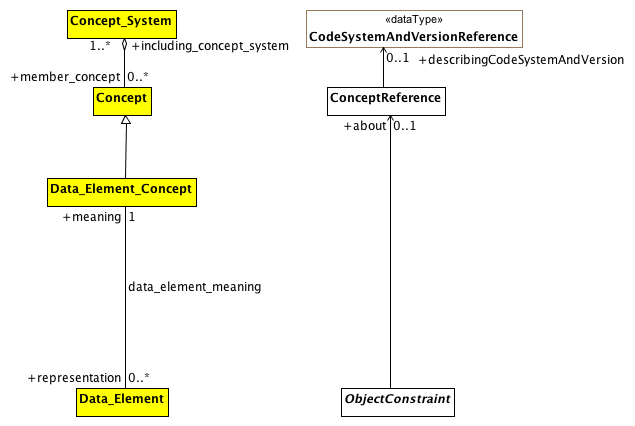 Concept_System
1..* +including_concept_system
+member_concept 0..*
Concept
Data_Element_Concept
+meaning 1
data_element_meaning
+representation 0..*
Data_Element
«dataType»
CodeSystemAndVersionReference
0..1 +describingCodeSystemAndVersion
ConceptReference
+about 0..1
ObjectConstraint